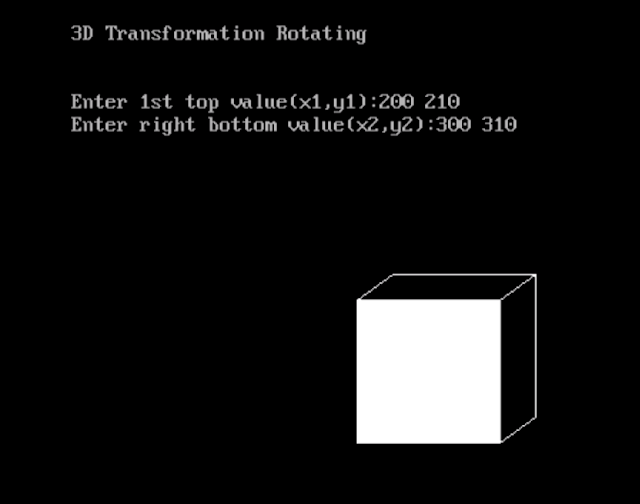 3D Transformation Rotating
Enter 1st top value(x1,y1):200 210
Enter right bottom value(x2,y2):300 310